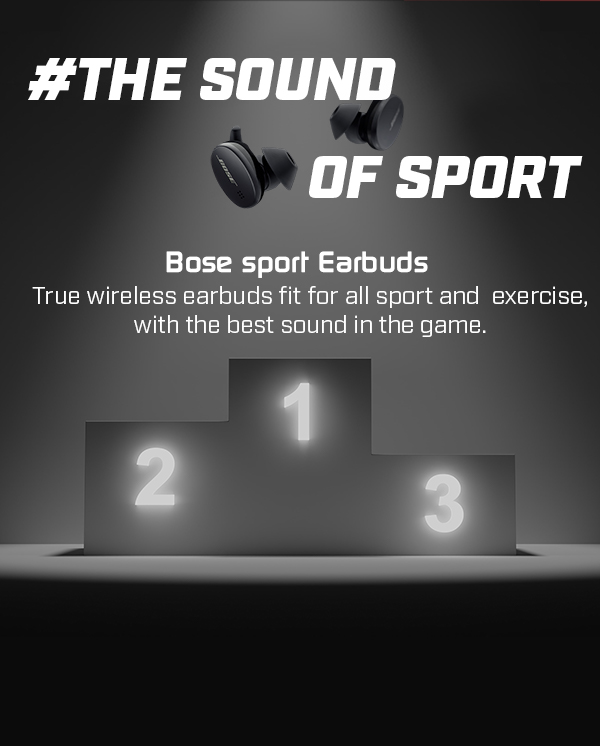 #THE SOUND
BOSE
OF SPORT
Bose sport Earbuds
True wireless earbuds fit for all sport and  exercise,
with the best sound in the game.
1
2
3